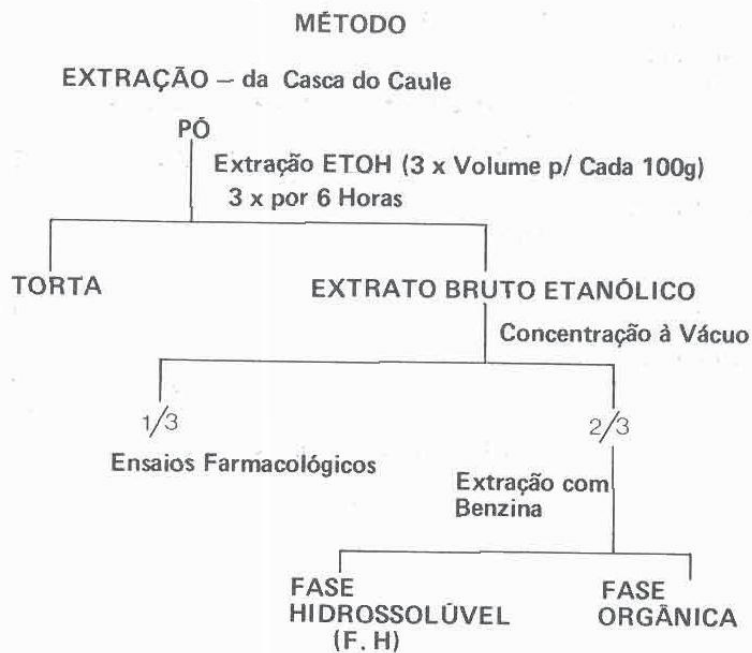 MÉTODO
EXTRAÇÃO – da Casca do Caule
PÓ
Extração ETOH (3 x Volume p/ Cada 100g)
3 x por 6 Horas
TORTA
EXTRATO BRUTO ETANÓLICO
Concentração à Vácuo
1/3
2/3
Ensaios Farmacológicos
Extração com
Benzina
FASE
HIDROSSOLÚVEL
(F. H)
FASE
ORGÂNICA